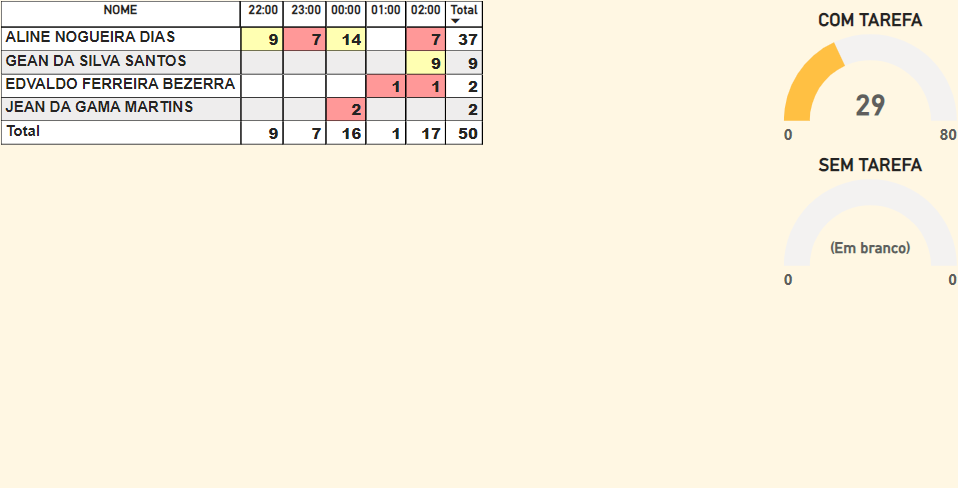 NOME 22:00 23:00 00:00 01:00 02:00 Total
ALINE NOGUEIRA DIAS 9 7 14 7 37
GEAN DA SILVA SANTOS 9 9
EDVALDO FERREIRA BEZERRA 1 1 2
JEAN DA GAMA MARTINS 2 2
Total 9 7 16 1 17 50
COM TAREFA
29
0 80
SEM TAREFA
(Em branco)
0 0